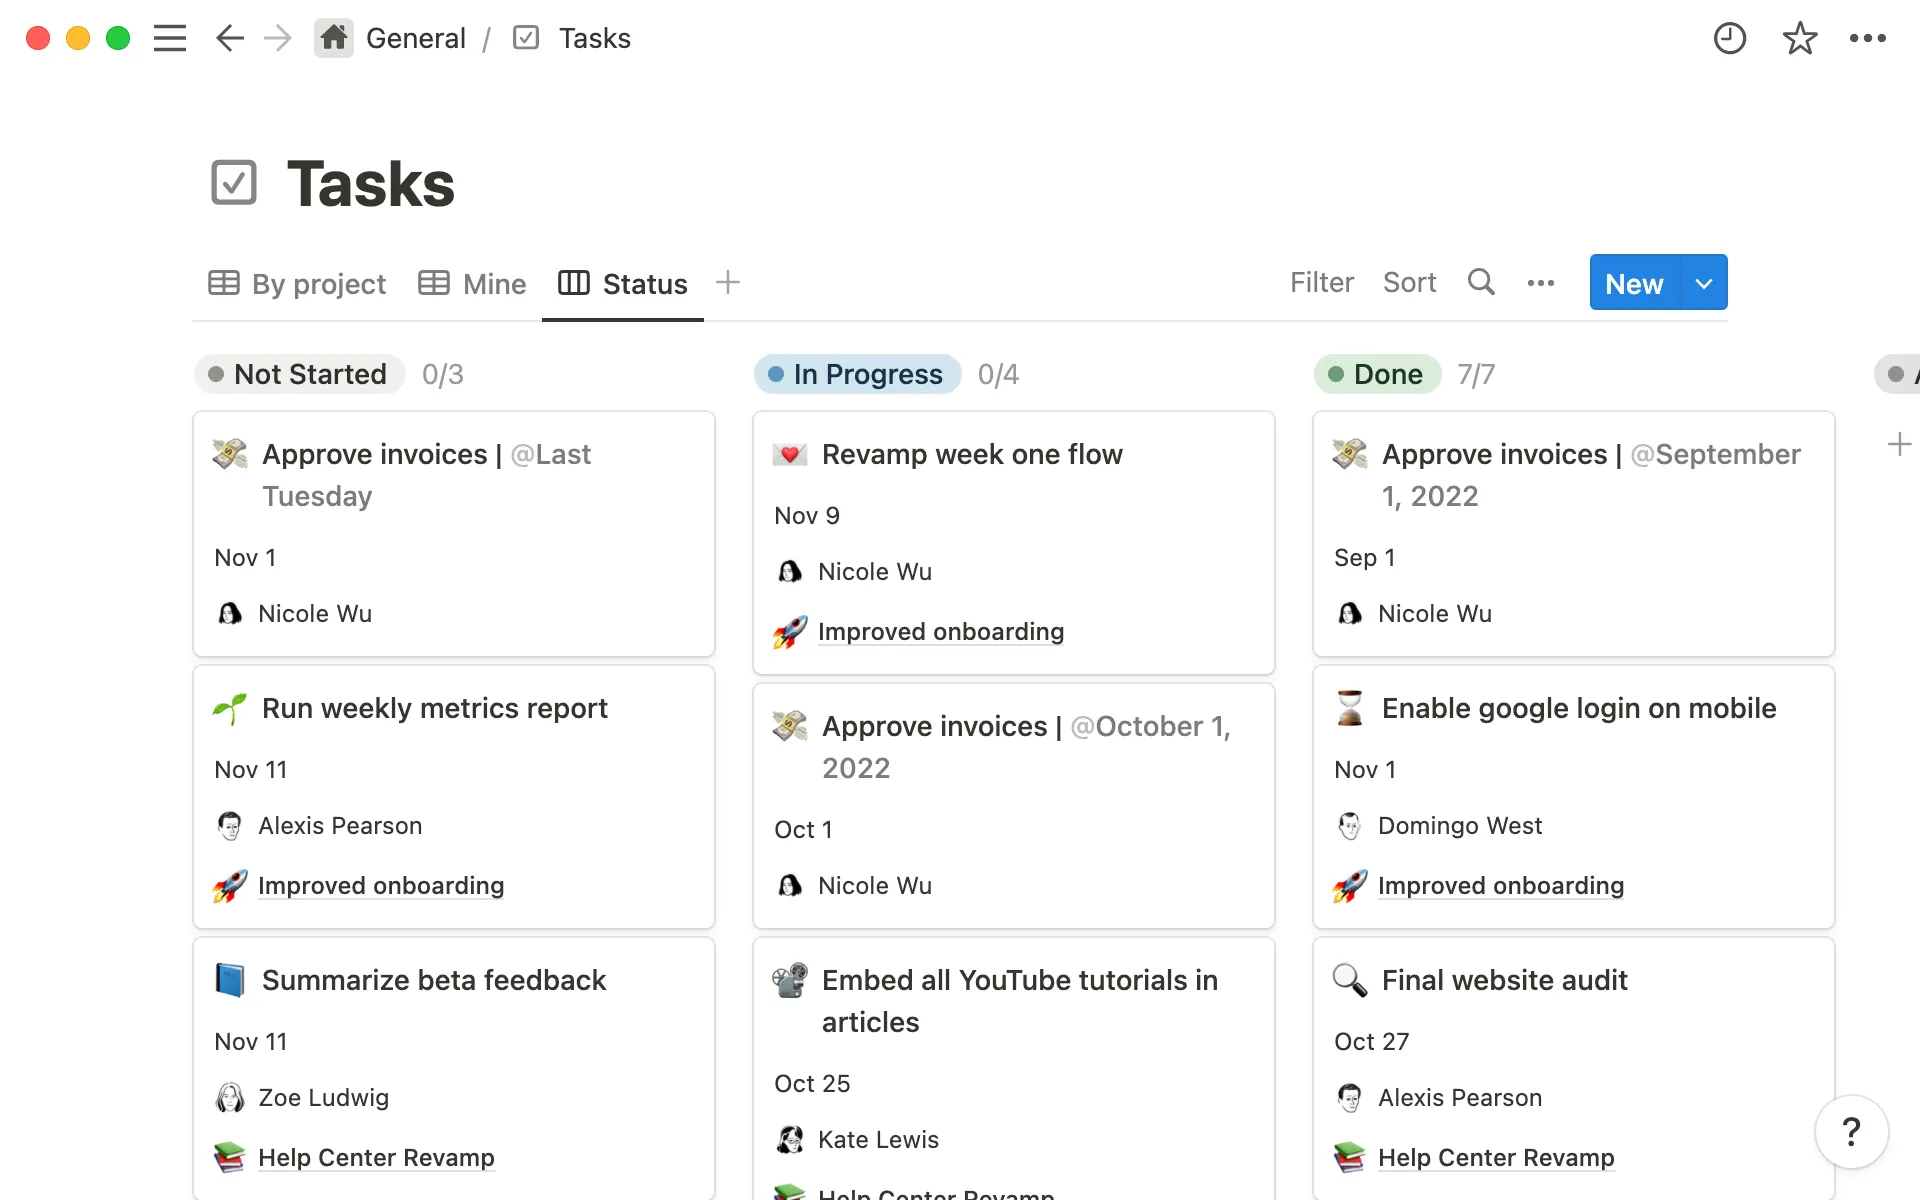 General / Tasks
Tasks
By project Mine Status
Filter Sort New
Not Started 0/3
Approve invoices | @Last
Tuesday
Nov 1
Nicole Wu
Run weekly metrics report
Nov 11
Alexis Pearson
Improved onboarding
Summarize beta feedback
Nov 11
Zoe Ludwig
Help Center Revamp
In Progress 0/4
Revamp week one flow
Nov 9
Nicole Wu
Improved onboarding
Approve invoices | @October 1,
2022
Oct 1
Nicole Wu
Embed all YouTube tutorials in
articles
Oct 25
Kate Lewis
Help Center Revamp
Done 7/7
Approve invoices | @September
1, 2022
Sep 1
Nicole Wu
Enable google login on mobile
Nov 1
Domingo West
Improved onboarding
Final website audit
Oct 27
Alexis Pearson
Help Center Revamp
?